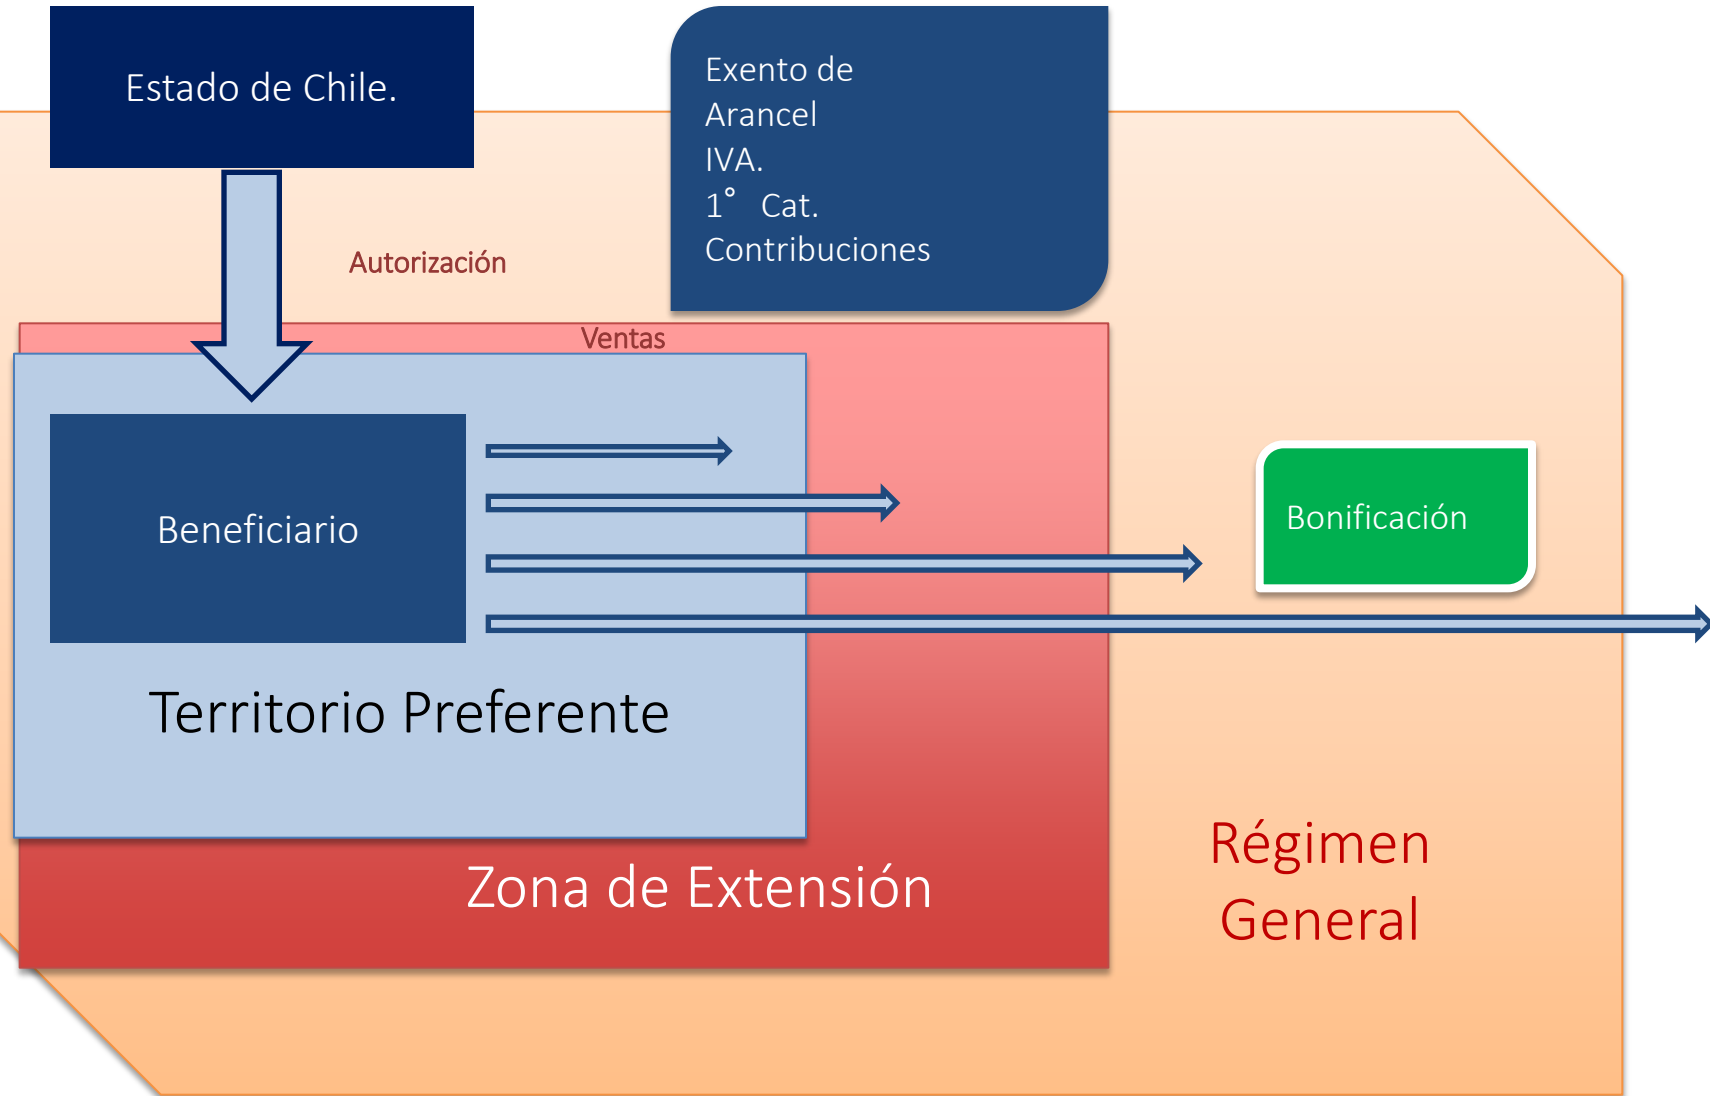 Estado de Chile.
Exento de
Arancel
IVA.
1° Cat.
Contribuciones
Autorización
Ventas
Beneficiario
Bonificación
Territorio Preferente
Zona de Extensión
Régimen
General